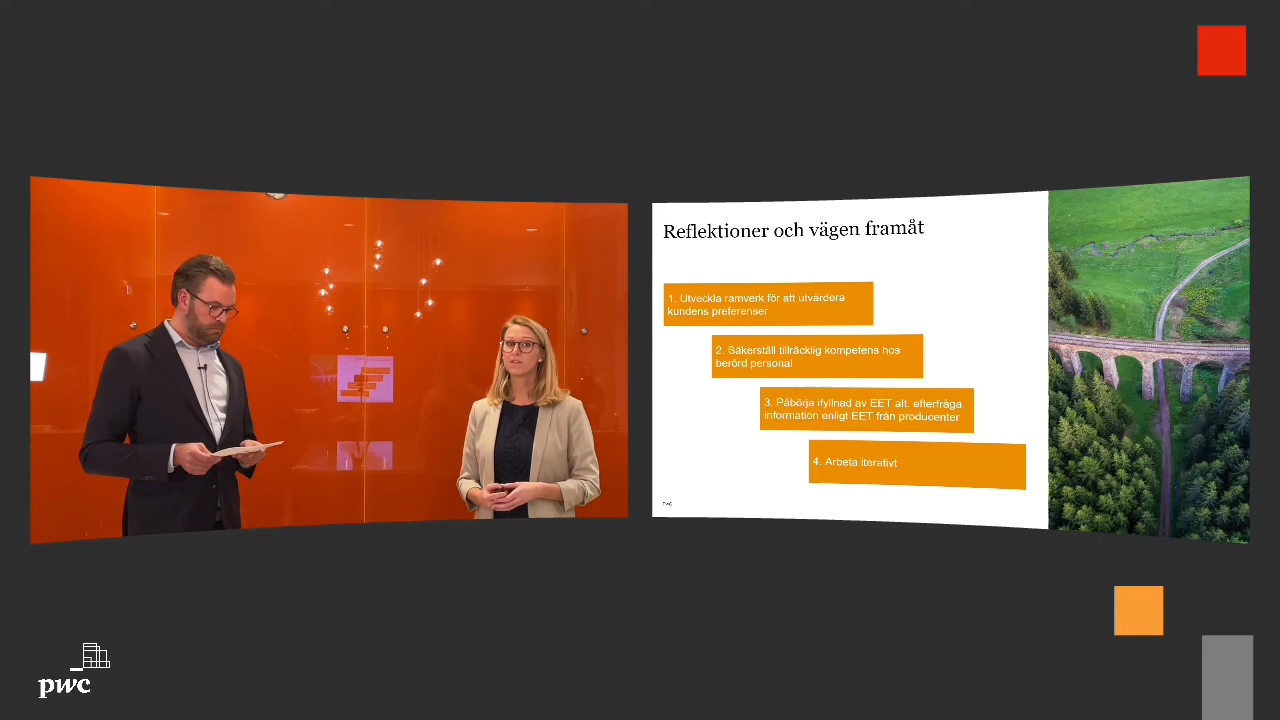 Reflektioner och vägen framåt
1. Utveckla ramverk för att utvärdera
kundens preferenser
2. Säkerställ tillräcklig kompetens hos
berörd personal
3. Påbörja ifyllnad av EET alt. efterfråga
information enligt EET från producenter
4. Arbeta iterativt
PwC
pwc